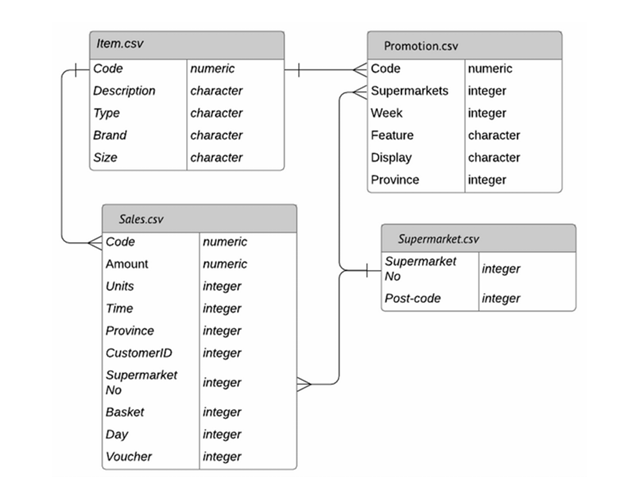 Item.csv
Code numeric
Description character
Type character
Brand character
Size character
Promotion.csv
Code numeric
Supermarkets integer
Week integer
Feature character
Display character
Province integer
Sales.csv
Code numeric
Amount numeric
Units integer
Time integer
Province integer
CustomerID integer
Supermarket
No integer
Basket integer
Day integer
Voucher integer
Supermarket.csv
Supermarket
No integer
Post-code integer